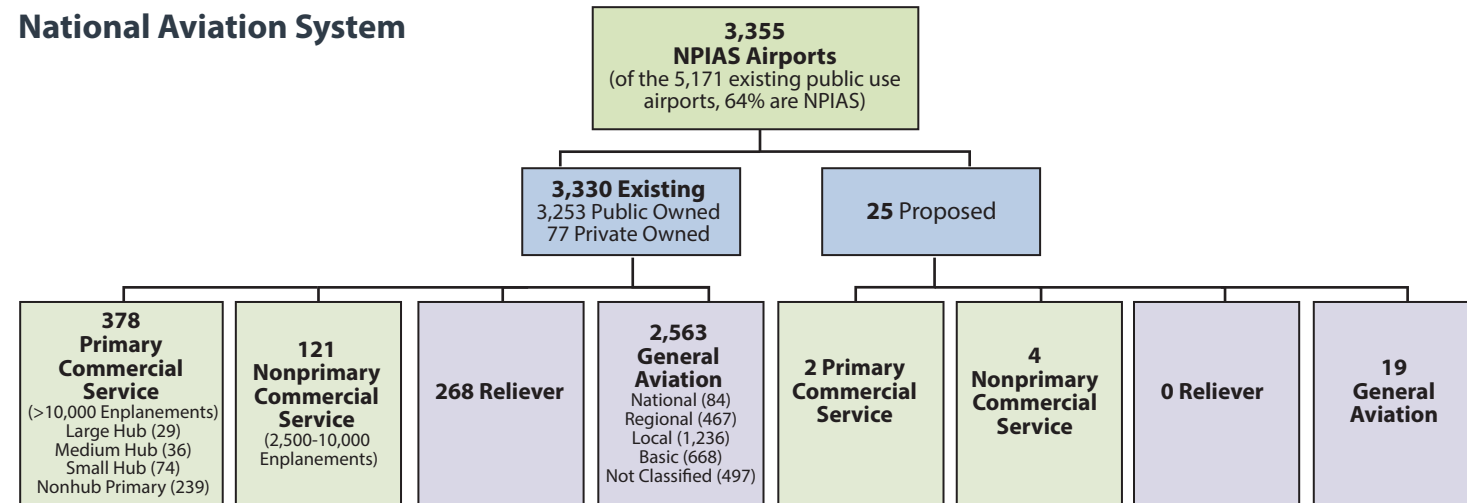 National Aviation System
3,355
NPIAS Airports
(of the 5,171 existing public use
airports, 64% are NPIAS)
3,330 Existing
3,253 Public Owned
77 Private Owned
25 Proposed
378
Primary
Commercial
Service
(>10,000 Enplanements)
Large Hub (29)
Medium Hub (36)
Small Hub (74)
Nonhub Primary (239)
121
Nonprimary
Commercial
Service
(2,500-10,000
Enplanements)
268 Reliever
2,563
General
Aviation
National (84)
Regional (467)
Local (1,236)
Basic (668)
Not Classified (497)
2 Primary
Commercial
Service
4
Nonprimary
Commercial
Service
0 Reliever
19
General
Aviation